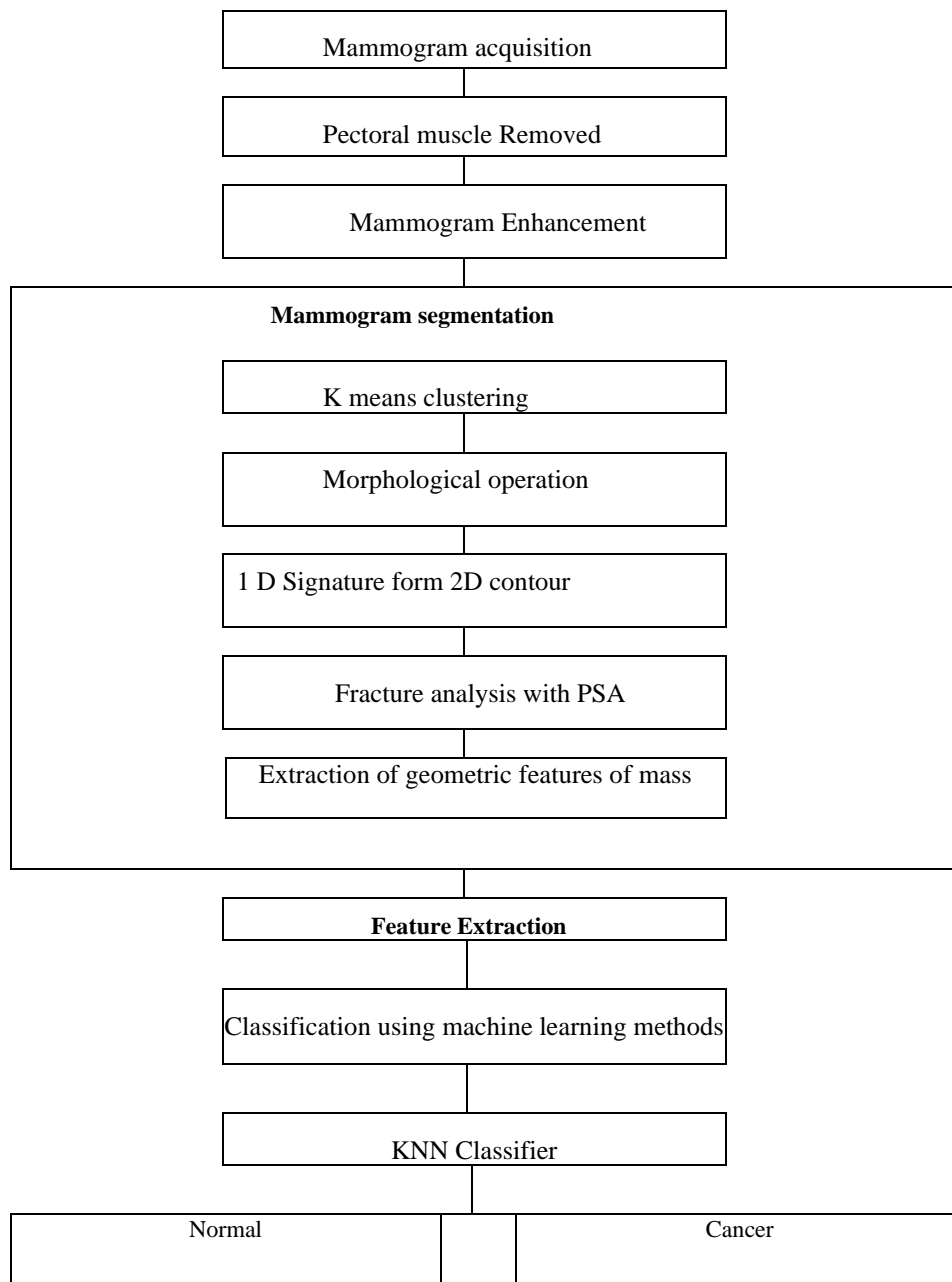 Mammogram acquisition
Pectoral muscle Removed
Mammogram Enhancement
Mammogram segmentation
K means clustering
Morphological operation
1 D Signature form 2D contour
Fracture analysis with PSA
Extraction of geometric features of mass
Feature Extraction
Classification using machine learning methods
KNN Classifier
Normal
Cancer